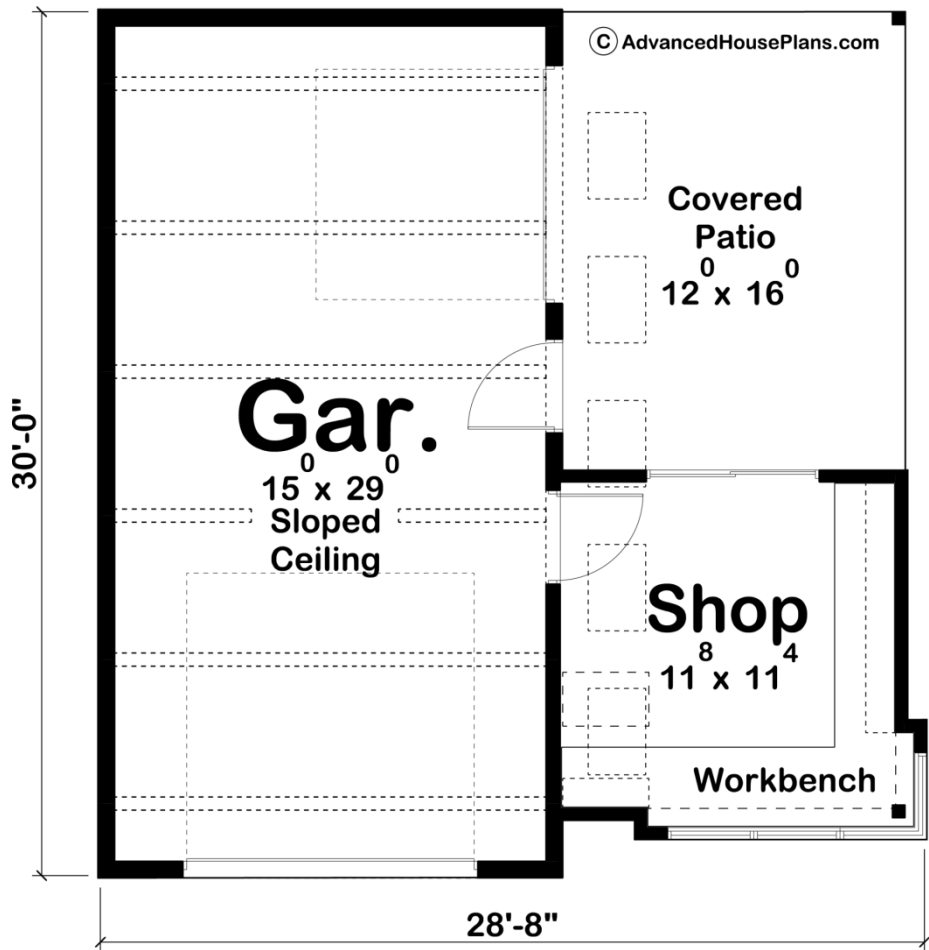 © AdvancedHousePlans.com
Covered
Patio
12⁰ x 16⁰
30'-0"
Gar.
15⁰ x 29⁰
Sloped
Ceiling
Shop
11⁸ x 11⁴
Workbench
28'-8"